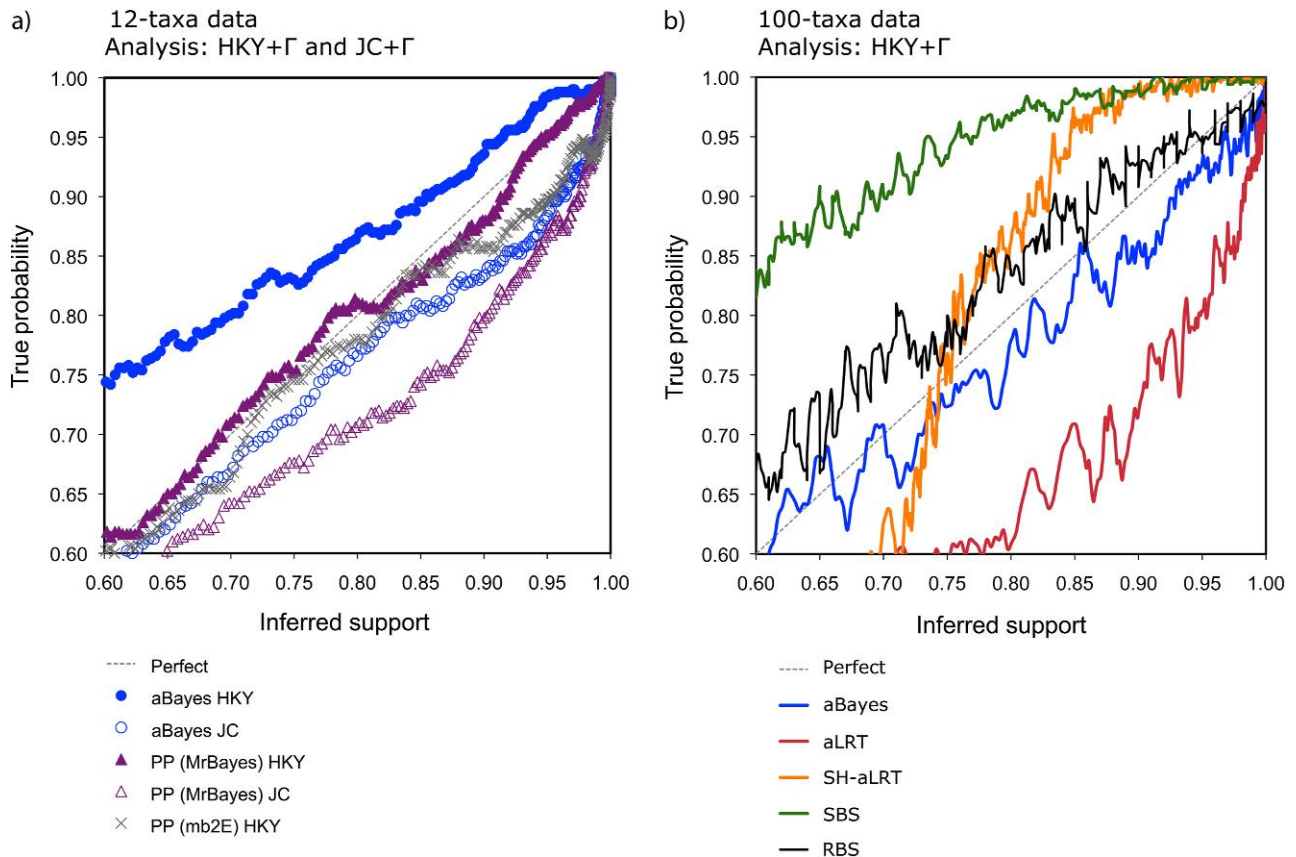 a)
12-taxa data
Analysis: HKY+Γ and JC+Γ
1.00
0.95
0.90
0.85
0.80
0.75
0.70
0.65
0.60
True probability
0.60 0.65 0.70 0.75 0.80 0.85 0.90 0.95 1.00
Inferred support
Perfect
aBayes HKY
aBayes JC
PP (MrBayes) HKY
PP (MrBayes) JC
PP (mb2E) HKY
b)
100-taxa data
Analysis: HKY+Γ
1.00
0.95
0.90
0.85
0.80
0.75
0.70
0.65
0.60
True probability
0.60 0.65 0.70 0.75 0.80 0.85 0.90 0.95 1.00
Inferred support
Perfect
aBayes
aLRT
SH-aLRT
SBS
RBS